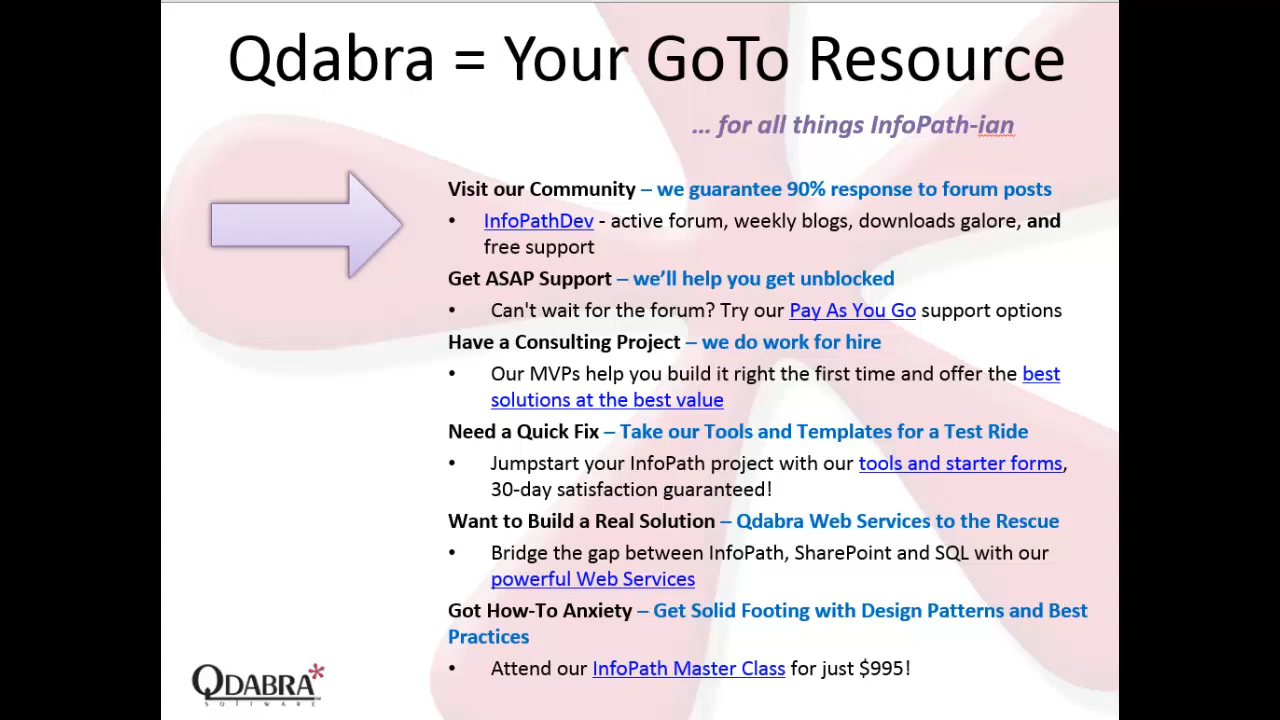 Qdabra = Your GoTo Resource
... for all things InfoPath-ian
Visit our Community – we guarantee 90% response to forum posts
• InfoPathDev - active forum, weekly blogs, downloads galore, and
free support
Get ASAP Support – we’ll help you get unblocked
• Can't wait for the forum? Try our Pay As You Go support options
Have a Consulting Project – we do work for hire
• Our MVPs help you build it right the first time and offer the best
solutions at the best value
Need a Quick Fix – Take our Tools and Templates for a Test Ride
• Jumpstart your InfoPath project with our tools and starter forms,
30-day satisfaction guaranteed!
Want to Build a Real Solution – Qdabra Web Services to the Rescue
• Bridge the gap between InfoPath, SharePoint and SQL with our
powerful Web Services
Got How-To Anxiety – Get Solid Footing with Design Patterns and Best
Practices
• Attend our InfoPath Master Class for just $995!
QDABRA*
SOFTWARE